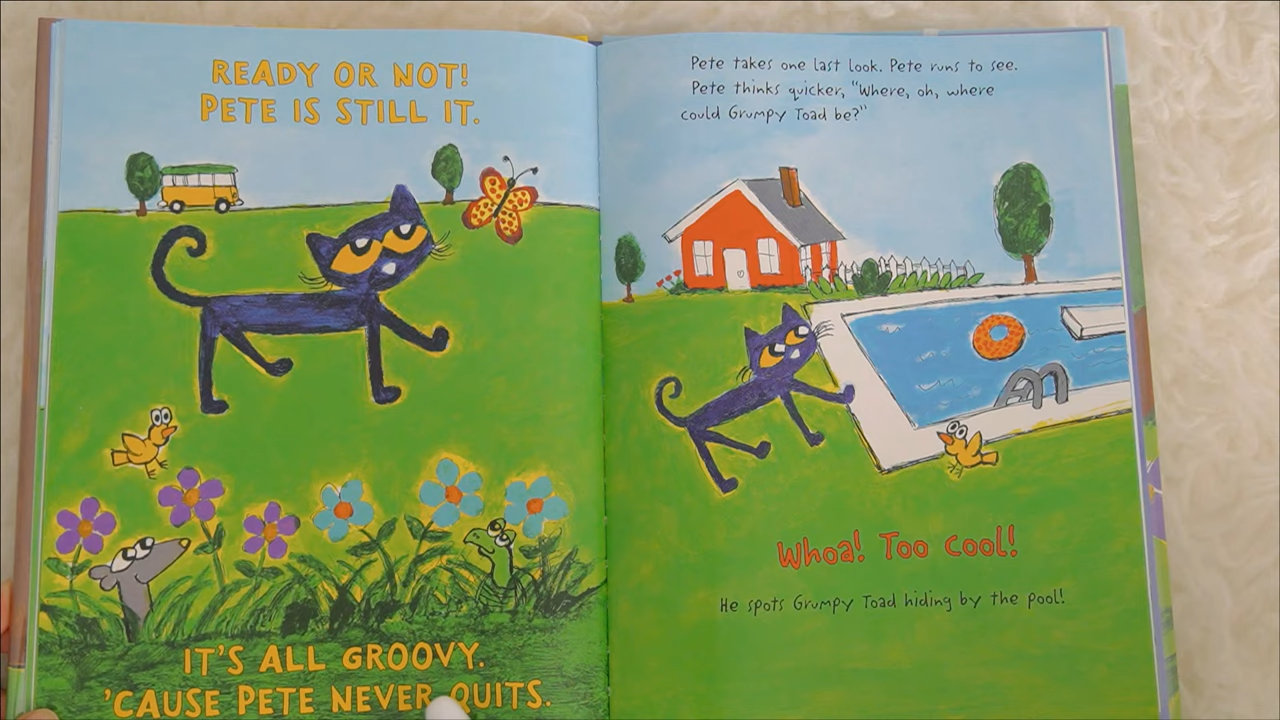 READY OR NOT!
PETE IS STILL IT.
IT'S ALL GROOVY.
'CAUSE PETE NEVER QUITS.
Pete takes one last look. Pete runs to see.
Pete thinks quicker, "Where, oh, where
could Grumpy Toad be?"
Whoa! Too cool!
He spots Grumpy Toad hiding by the pool!